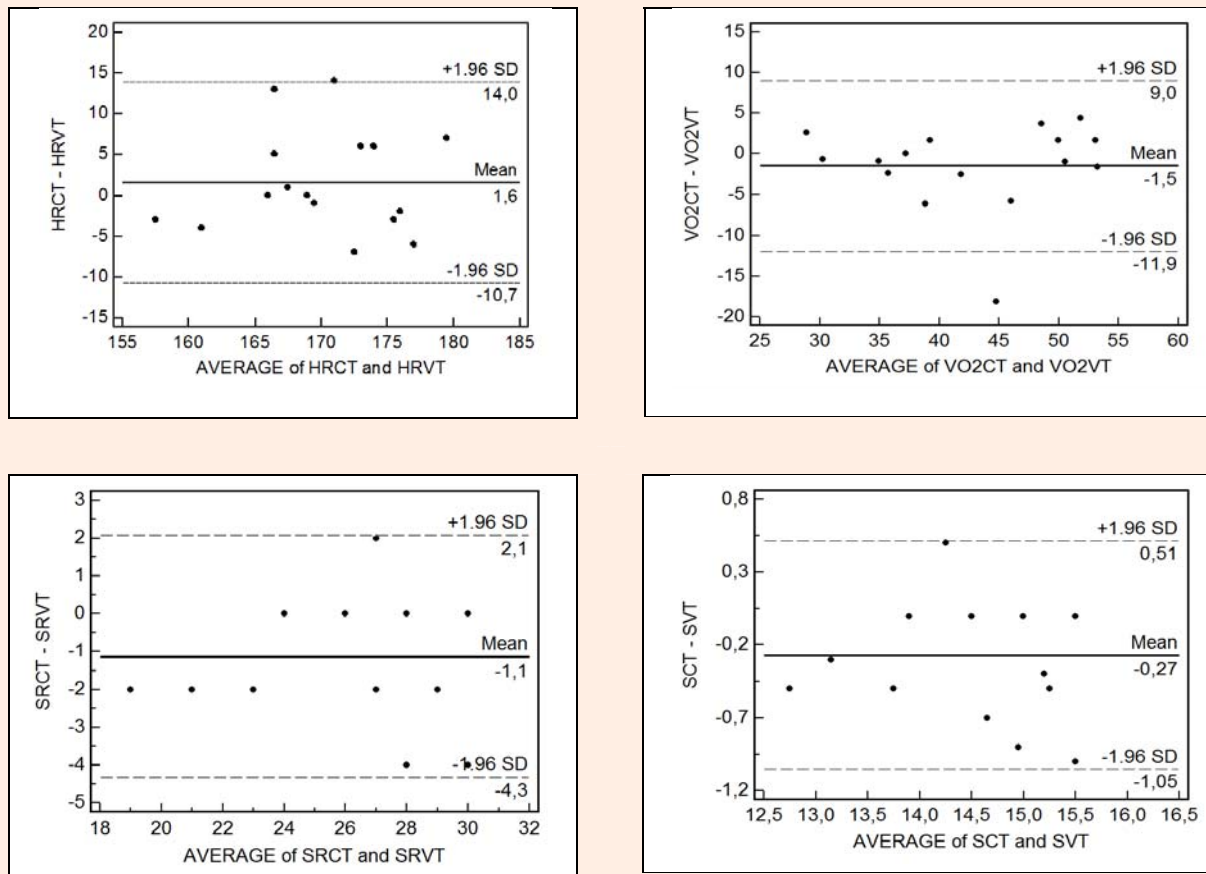 20
15
10
5
0
-5
-10
-15
HRCT - HRVT
+1.96 SD
14,0
Mean
1,6
-1.96 SD
-10,7
155 160 165 170 175 180 185
AVERAGE of HRCT and HRVT
15
10
5
0
-5
-10
-15
-20
VO2CT - VO2VT
+1.96 SD
9,0
Mean
-1,5
-1.96 SD
-11,9
25 30 35 40 45 50 55 60
AVERAGE of VO2CT and VO2VT
3
2
1
0
-1
-2
-3
-4
-5
SRCT - SRVT
+1.96 SD
2,1
Mean
-1,1
-1.96 SD
-4,3
18 20 22 24 26 28 30 32
AVERAGE of SRCT and SRVT
0,8
0,3
-0,2
-0,7
-1,2
SCT - SVT
+1.96 SD
0,51
Mean
-0,27
-1.96 SD
-1,05
12,5 13,0 13,5 14,0 14,5 15,0 15,5 16,0 16,5
AVERAGE of SCT and SVT